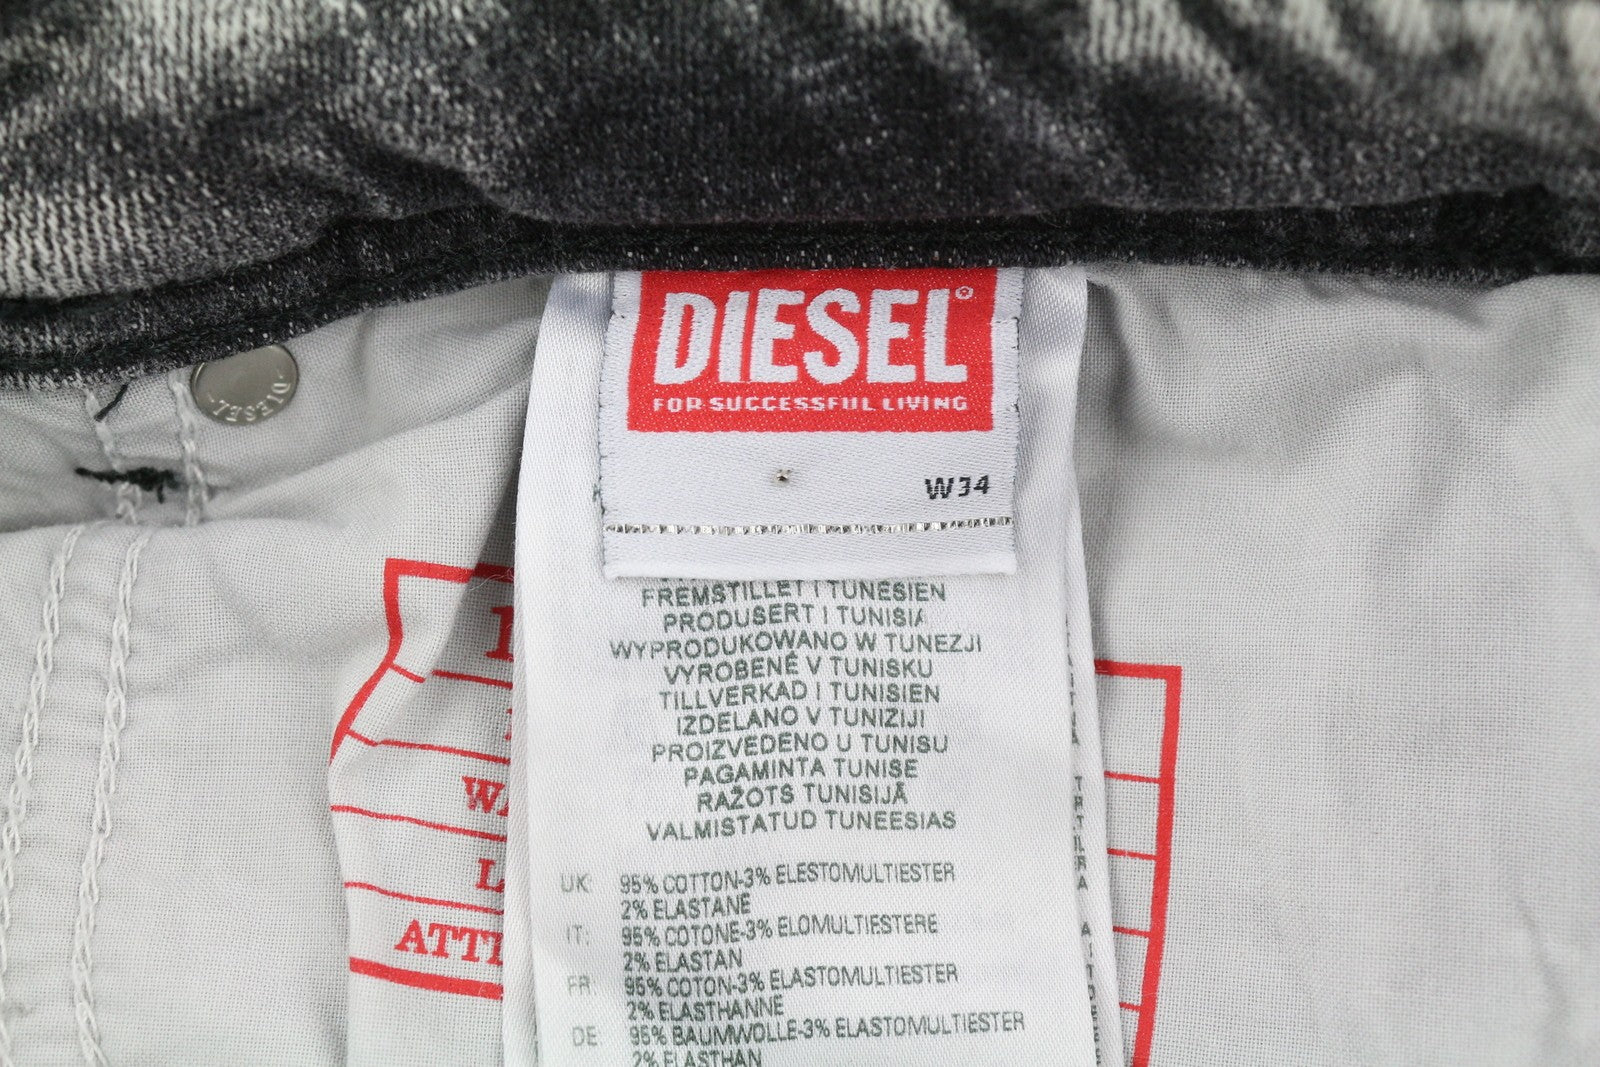 DIESEL®
FOR SUCCESSFUL LIVING
W34
DIESEL
FREMSTILLET I TUNESIEN
PRODUSERT I TUNISIA
WYPRODUKOWANO W TUNEZJI
VYROBENÉ V TUNISKU
TILLVERKAD I TUNISIEN
IZDELANO V TUNIZIJI
PROIZVEDENO U TUNISU
PAGAMINTA TUNISE
RAŽOTS TUNISIJĀ
VALMISTATUD TUNEESIAS
UK: 95% COTTON-3% ELESTOMULTIESTER
2% ELASTANE
IT: 95% COTONE-3% ELOMULTIESTERE
2% ELASTAN
FR: 95% COTON-3% ELASTOMULTIESTER
2% ELASTHANNE
DE: 95% BAUMWOLLE-3% ELASTOMULTIESTER
2% ELASTHAN